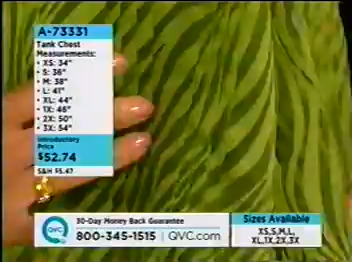 A-73331
Tank Chest
Measurements:
• XS: 34"
• S: 36"
• M: 38"
• L: 41"
• XL: 44"
• 1X: 46"
• 2X: 50"
• 3X: 54"
Introductory
Price
$52.74
S&H $5.47
30-Day Money Back Guarantee
QVC
800-345-1515 | QVC.com
Sizes Available
XS,S,M,L,
XL,1X,2X,3X